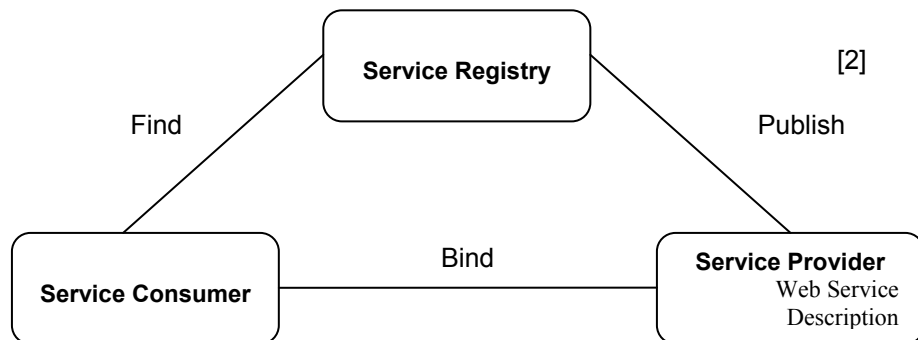 Service Registry
[2]
Find
Publish
Bind
Service Consumer
Service Provider
Web Service
Description